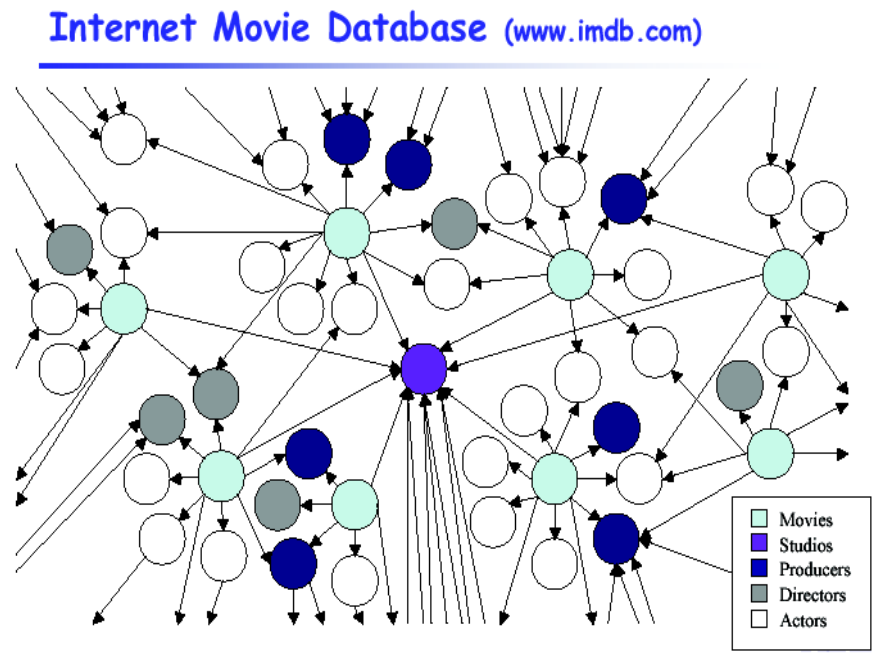 Internet Movie Database (www.imdb.com)
Movies
Studios
Producers
Directors
Actors